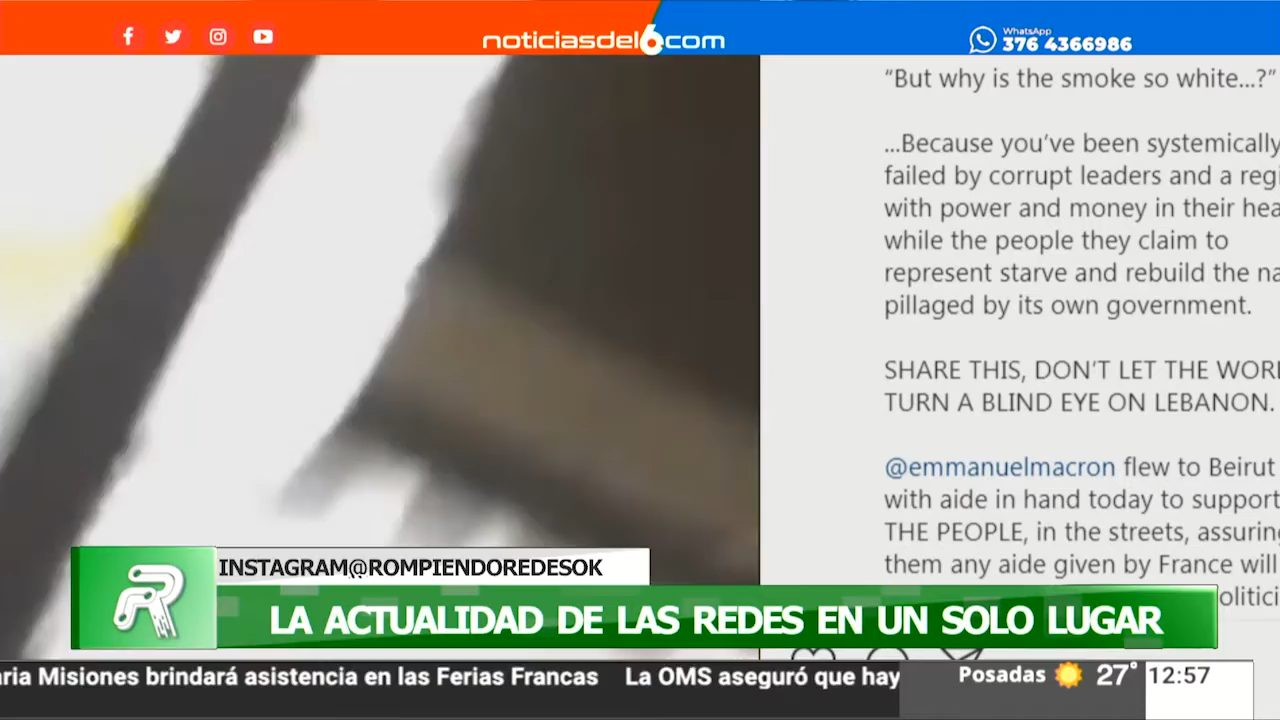 noticiasdel6com
WhatsApp
376 4366986
“But why is the smoke so white...?”
...Because you’ve been systemically
failed by corrupt leaders and a regi
with power and money in their hea
while the people they claim to
represent starve and rebuild the na
pillaged by its own government.
SHARE THIS, DON’T LET THE WORL
TURN A BLIND EYE ON LEBANON.
@emmanuelmacron flew to Beirut
with aide in hand today to support
THE PEOPLE, in the streets, assuring
them any aide given by France will
olitici
INSTAGRAM@ROMPIENDOREDESOK
LA ACTUALIDAD DE LAS REDES EN UN SOLO LUGAR
aria Misiones brindará asistencia en las Ferias Francas La OMS aseguró que hay
Posadas 27° 12:57